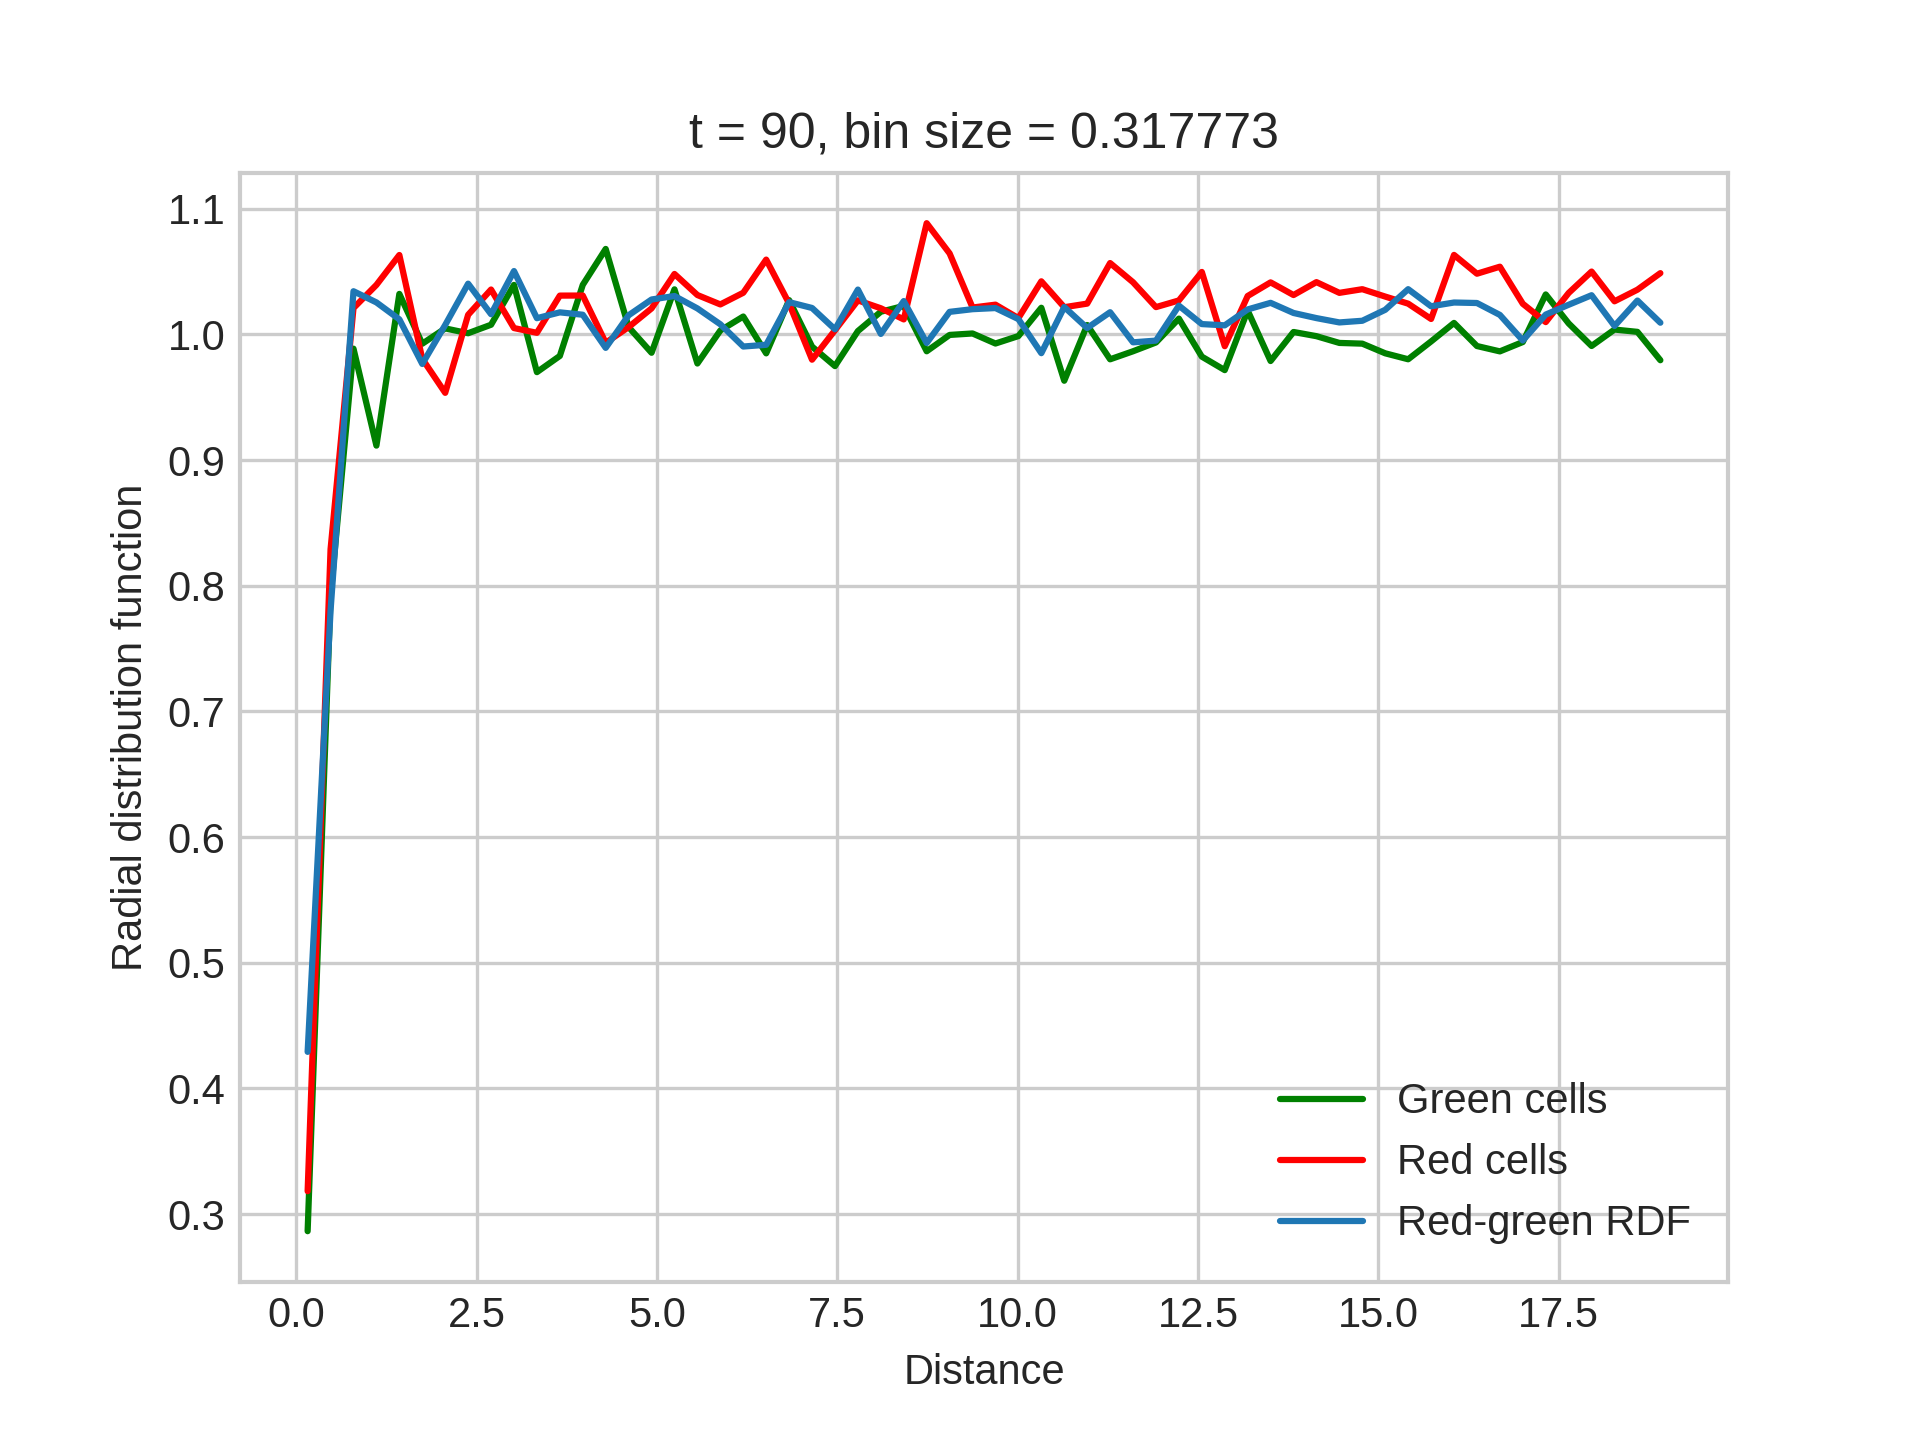 t = 90, bin size = 0.317773
Radial distribution function
1.1
1.0
0.9
0.8
0.7
0.6
0.5
0.4
0.3
Green cells
Red cells
Red-green RDF
0.0 2.5 5.0 7.5 10.0 12.5 15.0 17.5
Distance